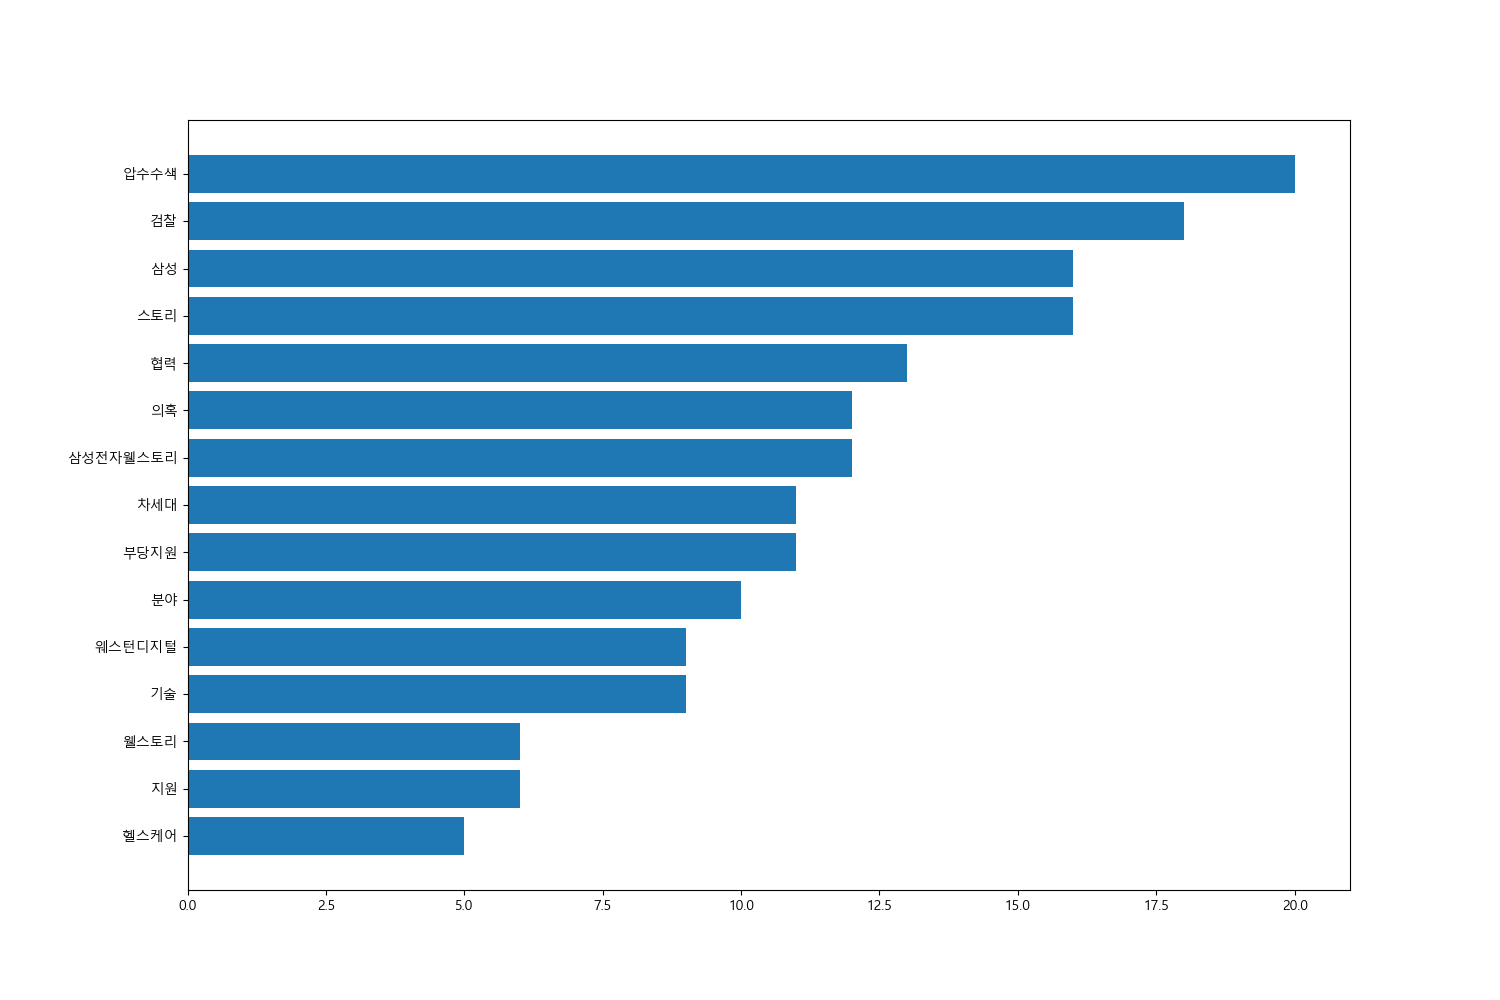 압수수색
검찰
삼성
스토리
협력
의혹
삼성전자웰스토리
차세대
부당지원
분야
웨스턴디지털
기술
웰스토리
지원
헬스케어
0.0 2.5 5.0 7.5 10.0 12.5 15.0 17.5 20.0